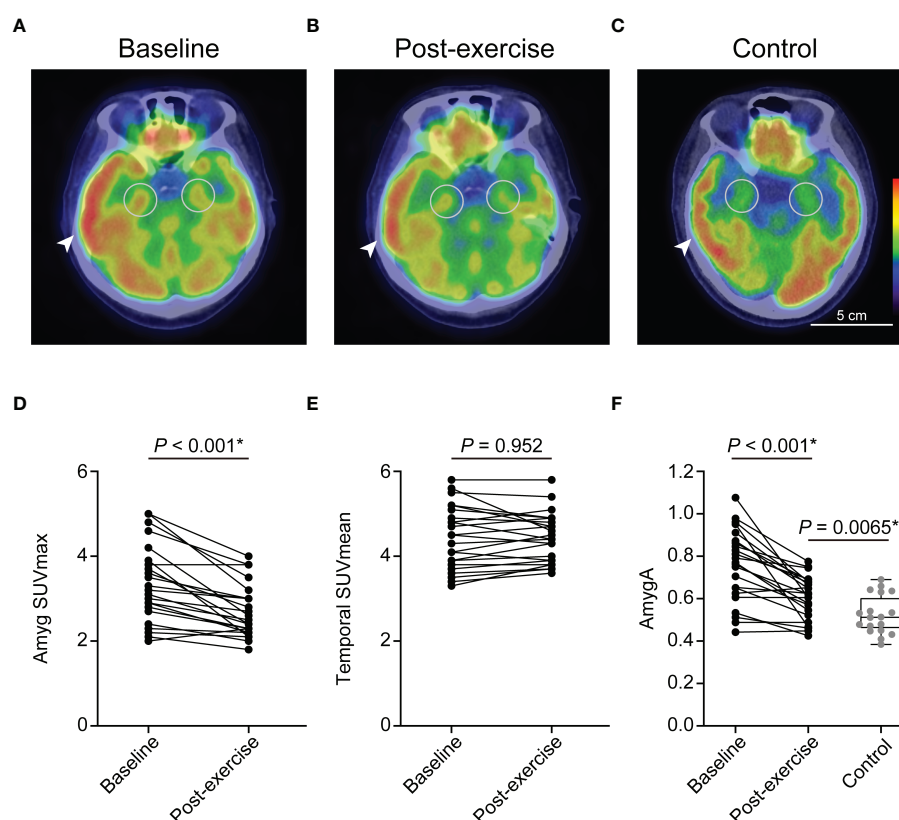 A
B
C
Baseline
Post-exercise
Control
5 cm
D
E
F
P < 0.001*
P = 0.952
P < 0.001*
P = 0.0065*
Amyg SUVmax
6
4
2
0
Baseline
Post-exercise
Temporal SUVmean
6
4
2
0
Baseline
Post-exercise
AmygA
1.2
1.0
0.8
0.6
0.4
0.2
0.0
Baseline
Post-exercise
Control